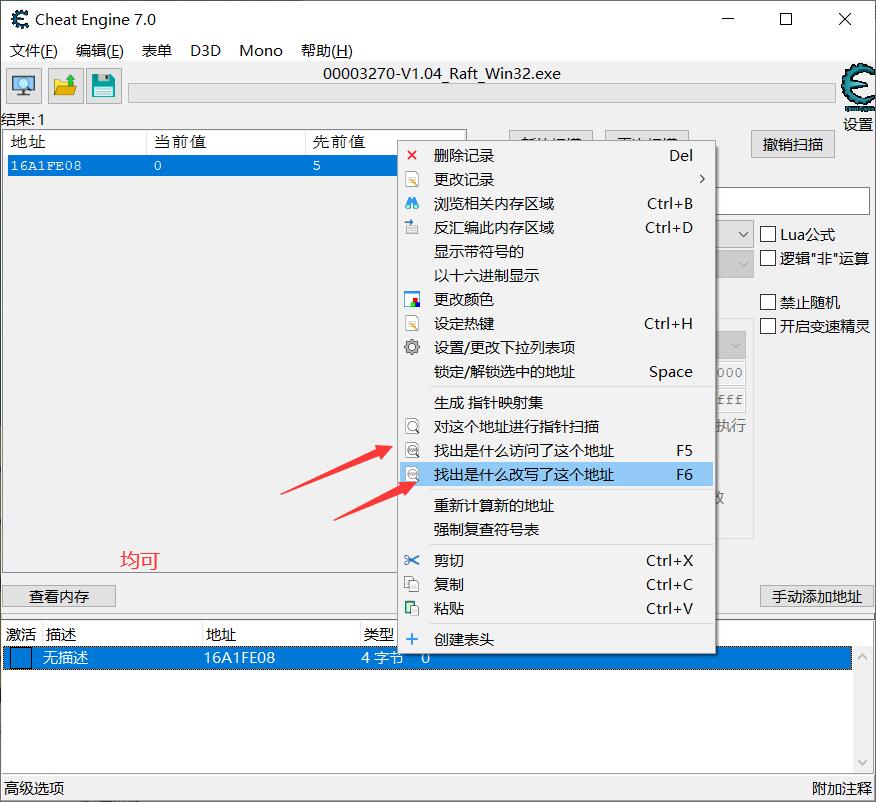 Cheat Engine 7.0
文件(F) 编辑(E) 表单 D3D Mono 帮助(H)
00003270-V1.04_Raft_Win32.exe
设置
结果: 1
地址 当前值 先前值
16A1FE08 0 5
撤销扫描
Lua公式
逻辑"非"运算
禁止随机
开启变速精灵
执行
删除记录 Del
更改记录
浏览相关内存区域 Ctrl+B
反汇编此内存区域 Ctrl+D
显示带符号的
以十六进制显示
更改颜色
设定热键 Ctrl+H
设置/更改下拉列表项
锁定/解锁选中的地址 Space
生成 指针映射集
对这个地址进行指针扫描
找出是什么访问了这个地址 F5
找出是什么改写了这个地址 F6
重新计算新的地址
强制复查符号表
剪切 Ctrl+X
复制 Ctrl+C
粘贴 Ctrl+V
创建表头
均可
查看内存
手动添加地址
激活 描述 地址 类型
无描述 16A1FE08 4 字节 0
高级选项
附加注释